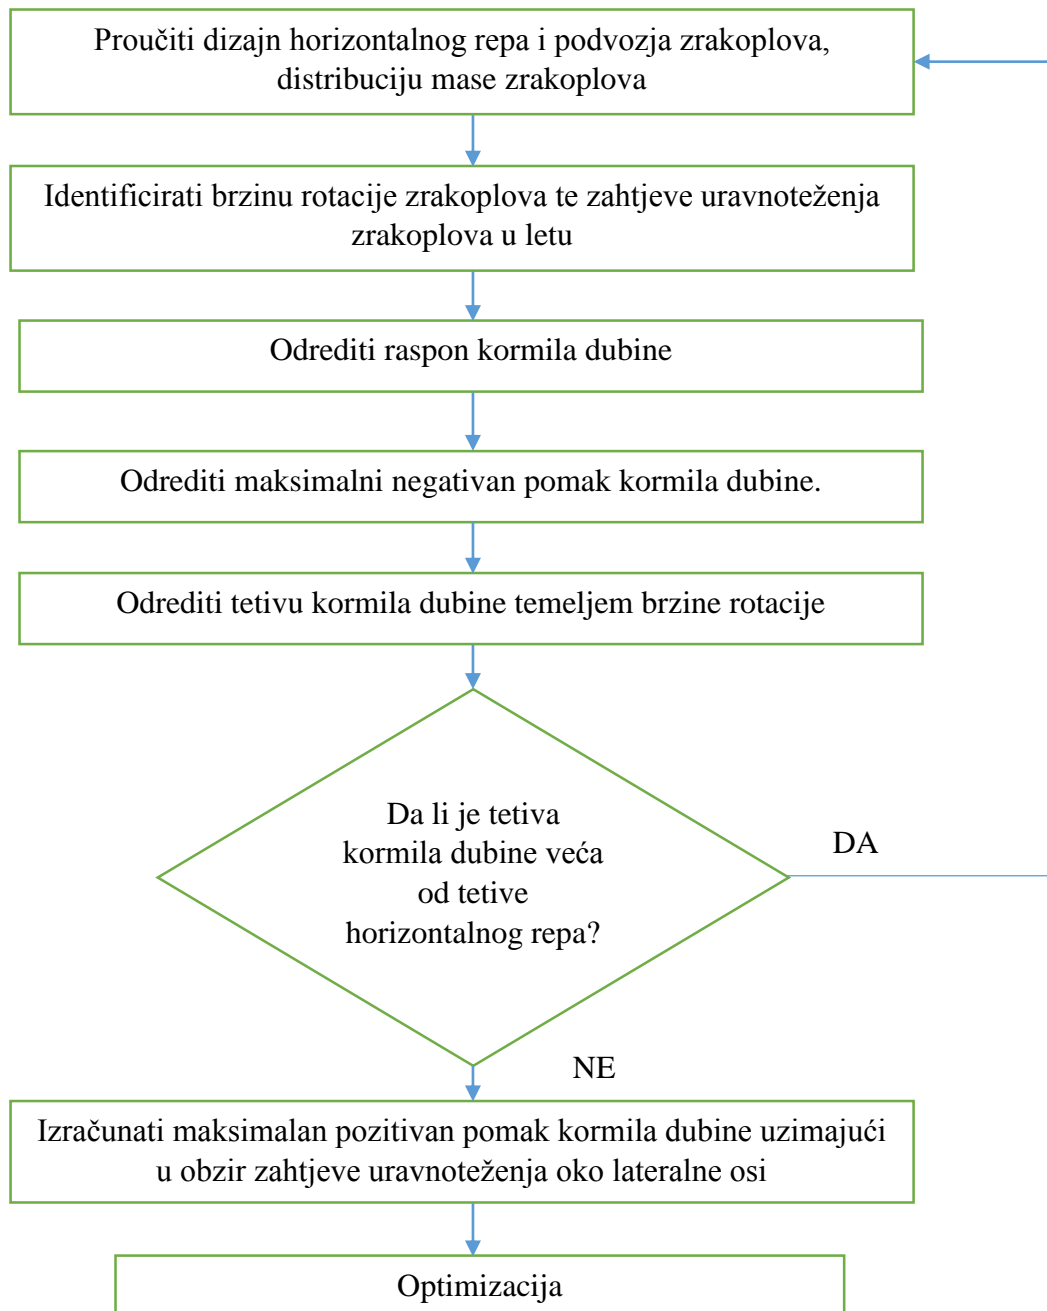 Proučiti dizajn horizontalnog repa i podvozja zrakoplova,
distribuciju mase zrakoplova
Identificirati brzinu rotacije zrakoplova te zahtjeve uravnoteženja
zrakoplova u letu
Odrediti raspon kormila dubine
Odrediti maksimalni negativan pomak kormila dubine.
Odrediti tetivu kormila dubine temeljem brzine rotacije
Da li je tetiva
kormila dubine veća
od tetive
horizontalnog repa?
DA
NE
Izračunati maksimalan pozitivan pomak kormila dubine uzimajući
u obzir zahtjeve uravnoteženja oko lateralne osi
Optimizacija